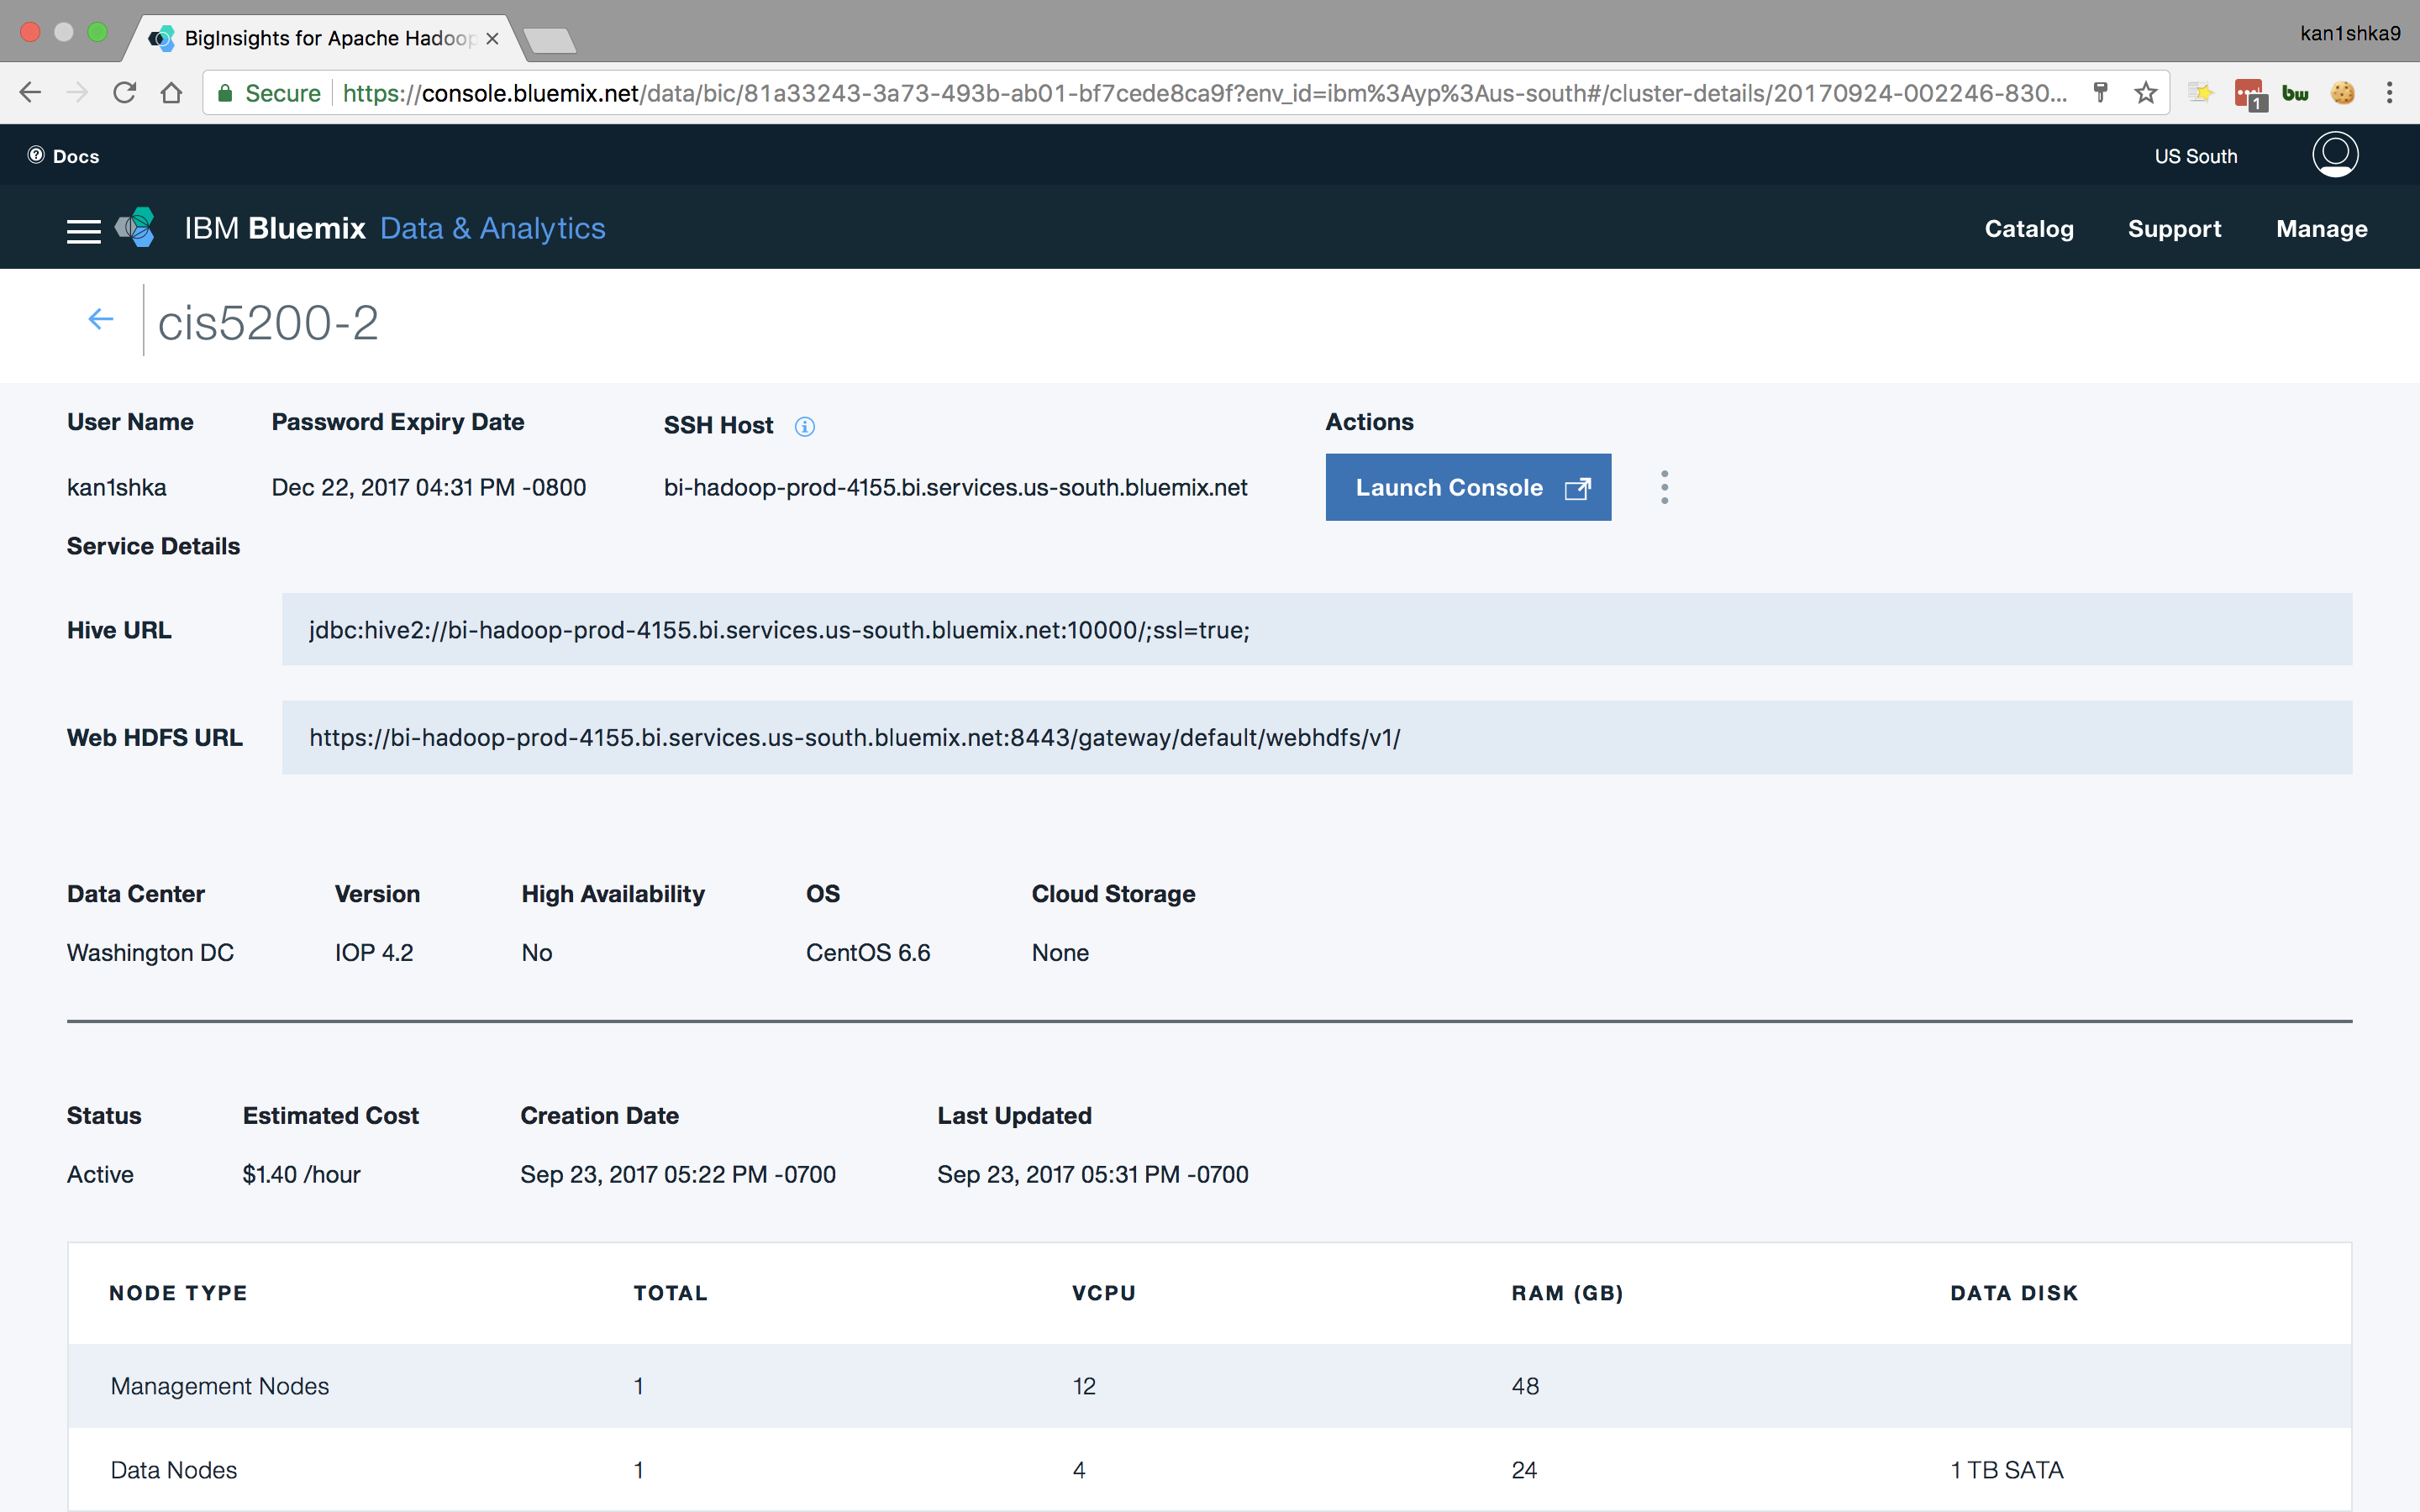 BigInsights for Apache Hadoop
kan1shka9
Secure https://console.bluemix.net/data/bic/81a33243-3a73-493b-ab01-bf7cede8ca9f?env_id=ibm%3Ayp%3Aus-south#/cluster-details/20170924-002246-830...
1
bw
Docs
US South
IBM Bluemix Data & Analytics
Catalog Support Manage
cis5200-2
User Name Password Expiry Date SSH Host Actions
kan1shka Dec 22, 2017 04:31 PM -0800 bi-hadoop-prod-4155.bi.services.us-south.bluemix.net Launch Console
Service Details
Hive URL jdbc:hive2://bi-hadoop-prod-4155.bi.services.us-south.bluemix.net:10000/;ssl=true;
Web HDFS URL https://bi-hadoop-prod-4155.bi.services.us-south.bluemix.net:8443/gateway/default/webhdfs/v1/
Data Center Version High Availability OS Cloud Storage
Washington DC IOP 4.2 No CentOS 6.6 None
Status Estimated Cost Creation Date Last Updated
Active $1.40 /hour Sep 23, 2017 05:22 PM -0700 Sep 23, 2017 05:31 PM -0700
NODE TYPE TOTAL VCPU RAM (GB) DATA DISK
Management Nodes 1 12 48
Data Nodes 1 4 24 1 TB SATA